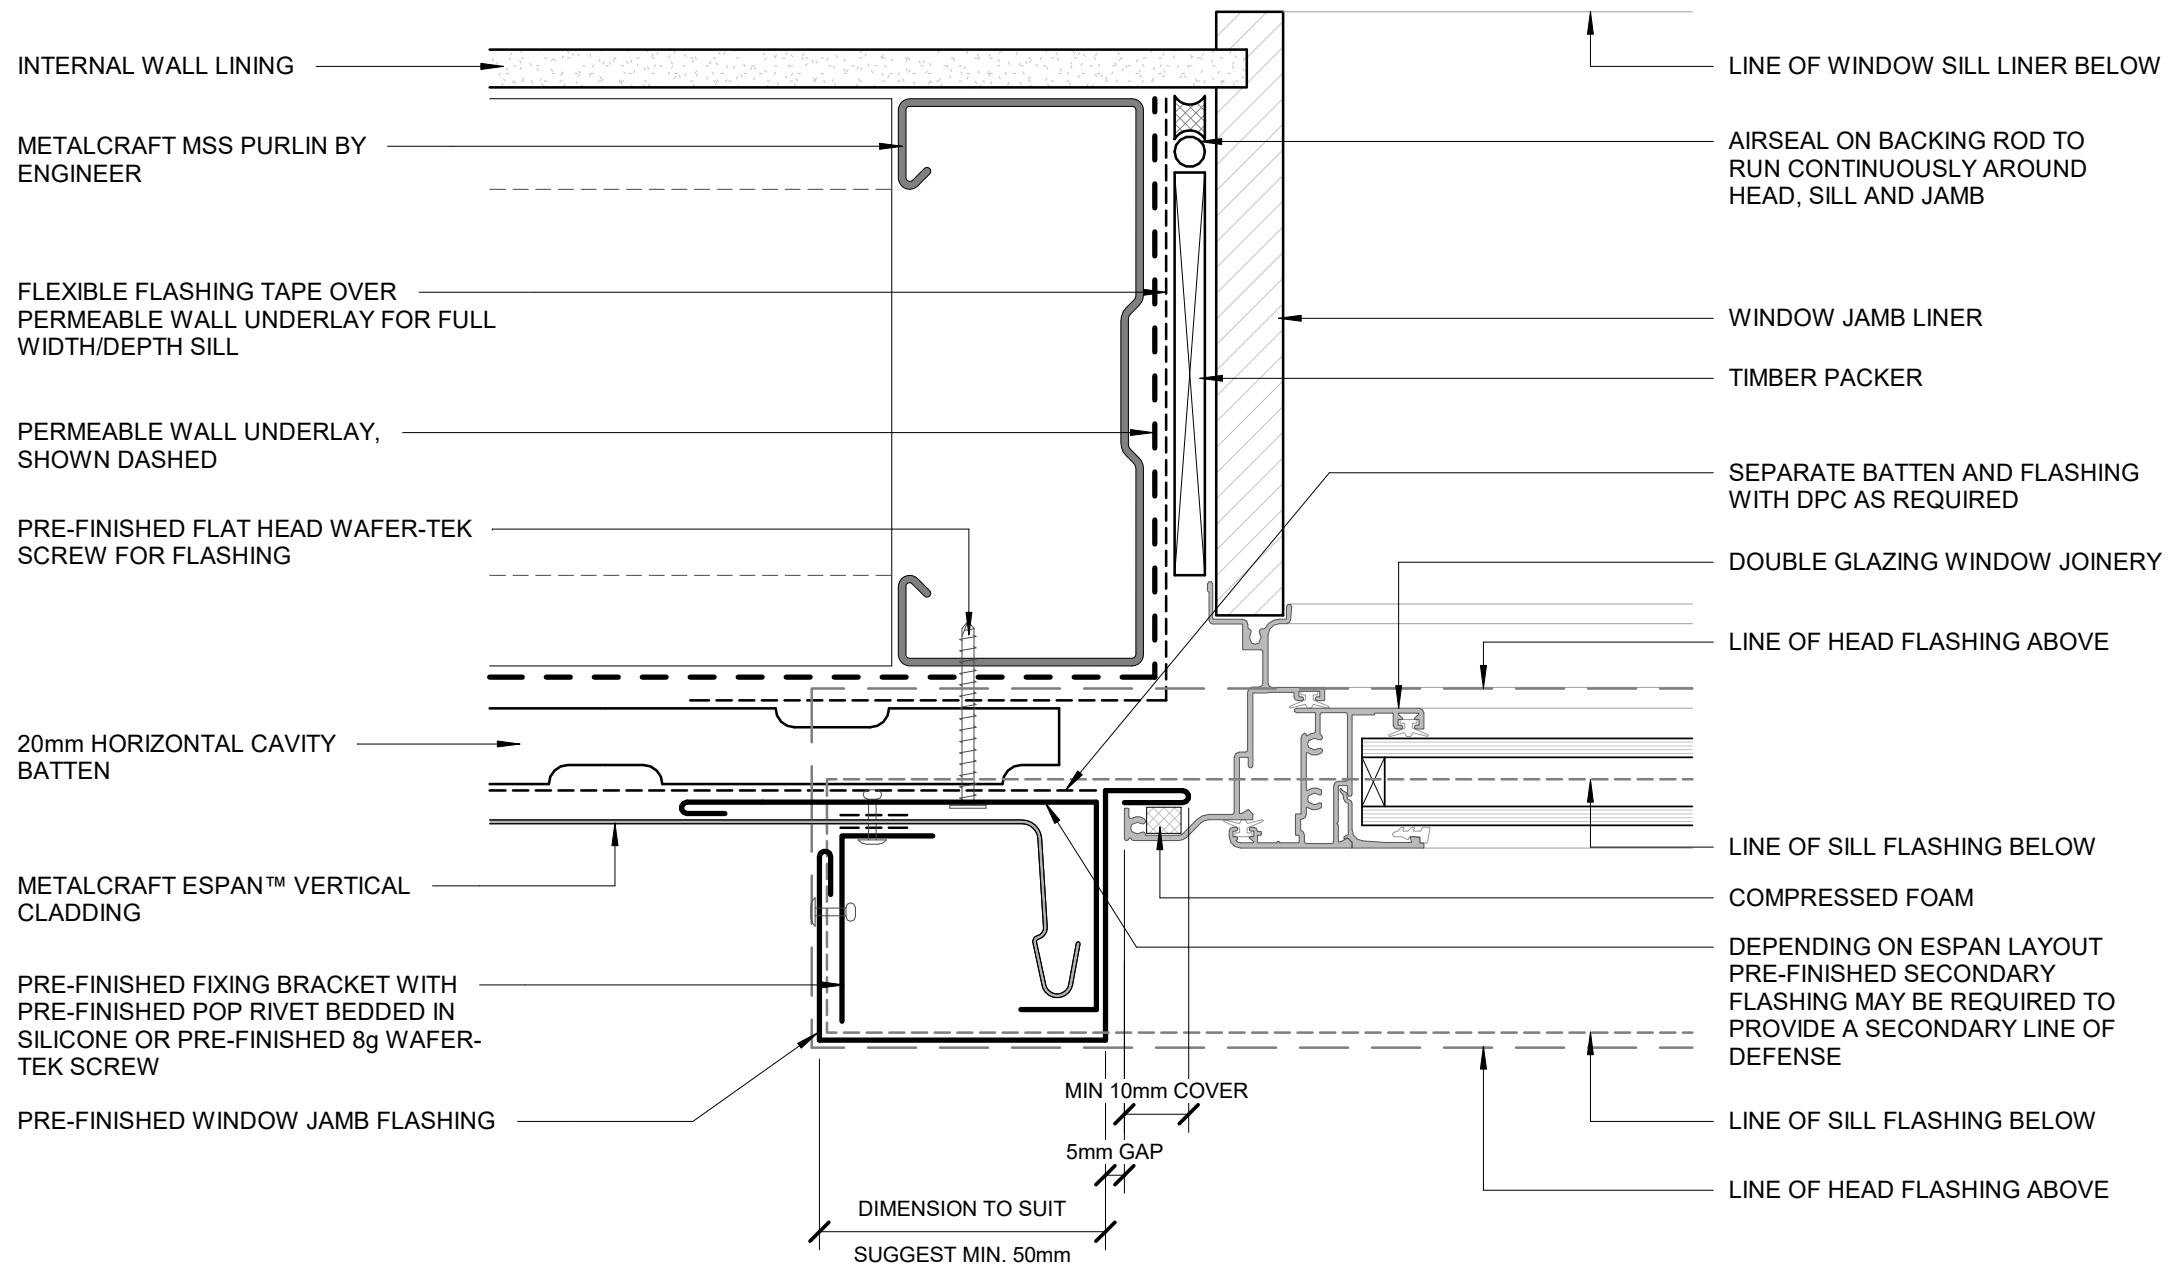 INTERNAL WALL LINING
METALCRAFT MSS PURLIN BY
ENGINEER
FLEXIBLE FLASHING TAPE OVER
PERMEABLE WALL UNDERLAY FOR FULL
WIDTH/DEPTH SILL
PERMEABLE WALL UNDERLAY,
SHOWN DASHED
PRE-FINISHED FLAT HEAD WAFER-TEK
SCREW FOR FLASHING
20mm HORIZONTAL CAVITY
BATTEN
METALCRAFT ESPAN™ VERTICAL
CLADDING
PRE-FINISHED FIXING BRACKET WITH
PRE-FINISHED POP RIVET BEDDED IN
SILICONE OR PRE-FINISHED 8g WAFER-
TEK SCREW
PRE-FINISHED WINDOW JAMB FLASHING
MIN 10mm COVER
5mm GAP
DIMENSION TO SUIT
SUGGEST MIN. 50mm
LINE OF WINDOW SILL LINER BELOW
AIRSEAL ON BACKING ROD TO
RUN CONTINUOUSLY AROUND
HEAD, SILL AND JAMB
WINDOW JAMB LINER
TIMBER PACKER
SEPARATE BATTEN AND FLASHING
WITH DPC AS REQUIRED
DOUBLE GLAZING WINDOW JOINERY
LINE OF HEAD FLASHING ABOVE
LINE OF SILL FLASHING BELOW
COMPRESSED FOAM
DEPENDING ON ESPAN LAYOUT
PRE-FINISHED SECONDARY
FLASHING MAY BE REQUIRED TO
PROVIDE A SECONDARY LINE OF
DEFENSE
LINE OF SILL FLASHING BELOW
LINE OF HEAD FLASHING ABOVE